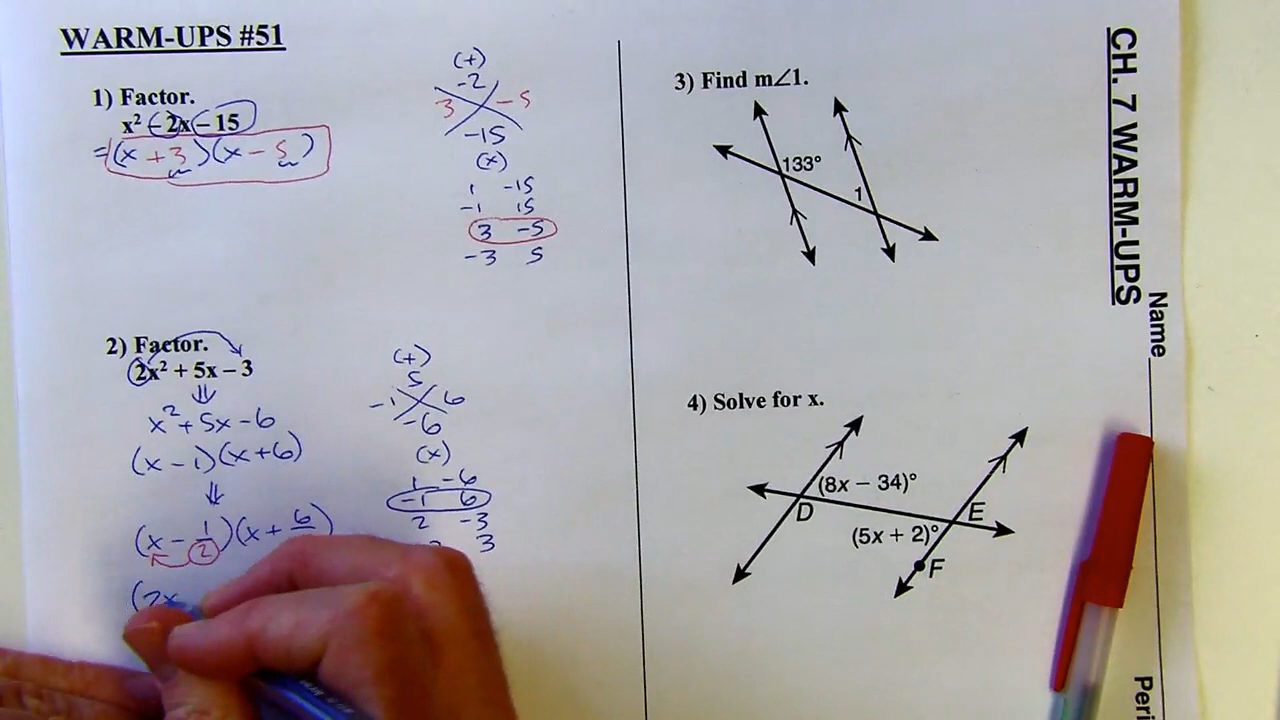 WARM-UPS #51
1) Factor.
x² − 2x − 15
=(x + 3)(x − 5)
(+)
-2
3 -5
-15
(x)
1 -15
-1 15
3 -5
-3 5
2) Factor.
2x² + 5x − 3
⇓
x² + 5x - 6
(x - 1)(x + 6)
⇓
(x - 1/2)(x + 6/
(2x
(+)
5
-1 6
-6
(x)
1 -6
-1 6
2 -3
3
3) Find m∠1.
133°
1
4) Solve for x.
(8x − 34)°
D
E
(5x + 2)°
F
CH. 7 WARM-UPS
Name
Peri